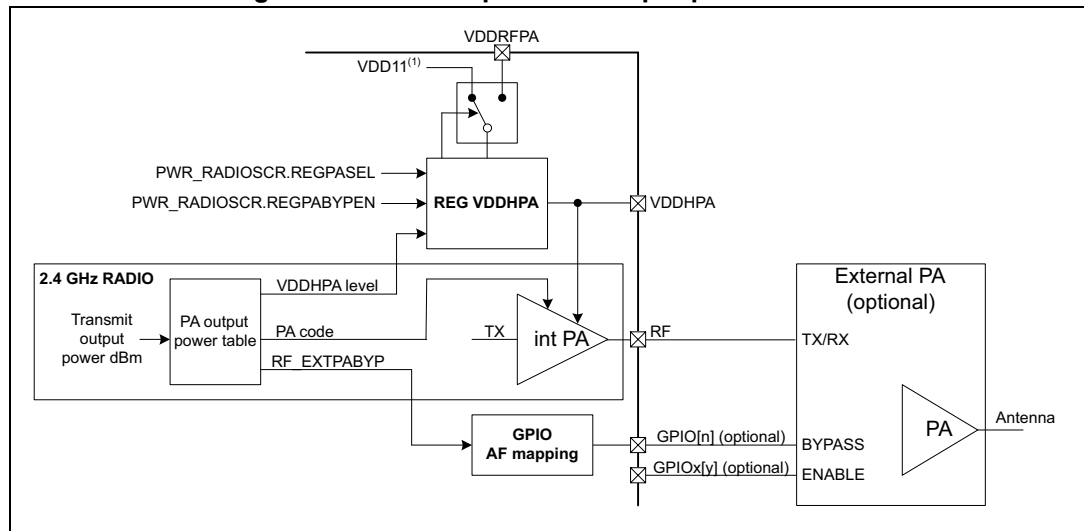 VDDRFPA
VDD11(1)
PWR_RADIOSCR.REGPASEL
PWR_RADIOSCR.REGPABYPEN
REG VDDHPA
VDDHPA
2.4 GHz RADIO
VDDHPA level
External PA
(optional)
Transmit
output
power dBm
PA output
power table
PA code
TX
int PA
RF
TX/RX
RF_EXTPABYP
GPIO
AF mapping
GPIO[n] (optional)
BYPASS
GPIOx[y] (optional)
ENABLE
PA
Antenna